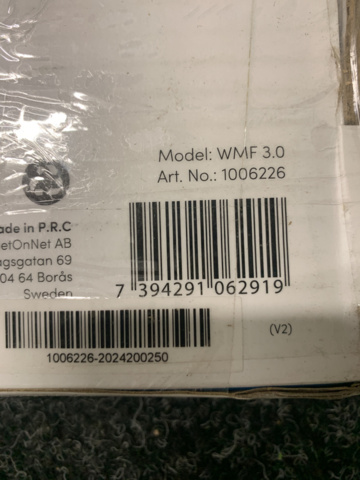 Model: WMF 3.0
Art. No.: 1006226
ade in P.R.C
etOnNet AB
agsgatan 69
04 64 Borås
Sweden
7 394291 062919
1006226-2024200250
(V2)